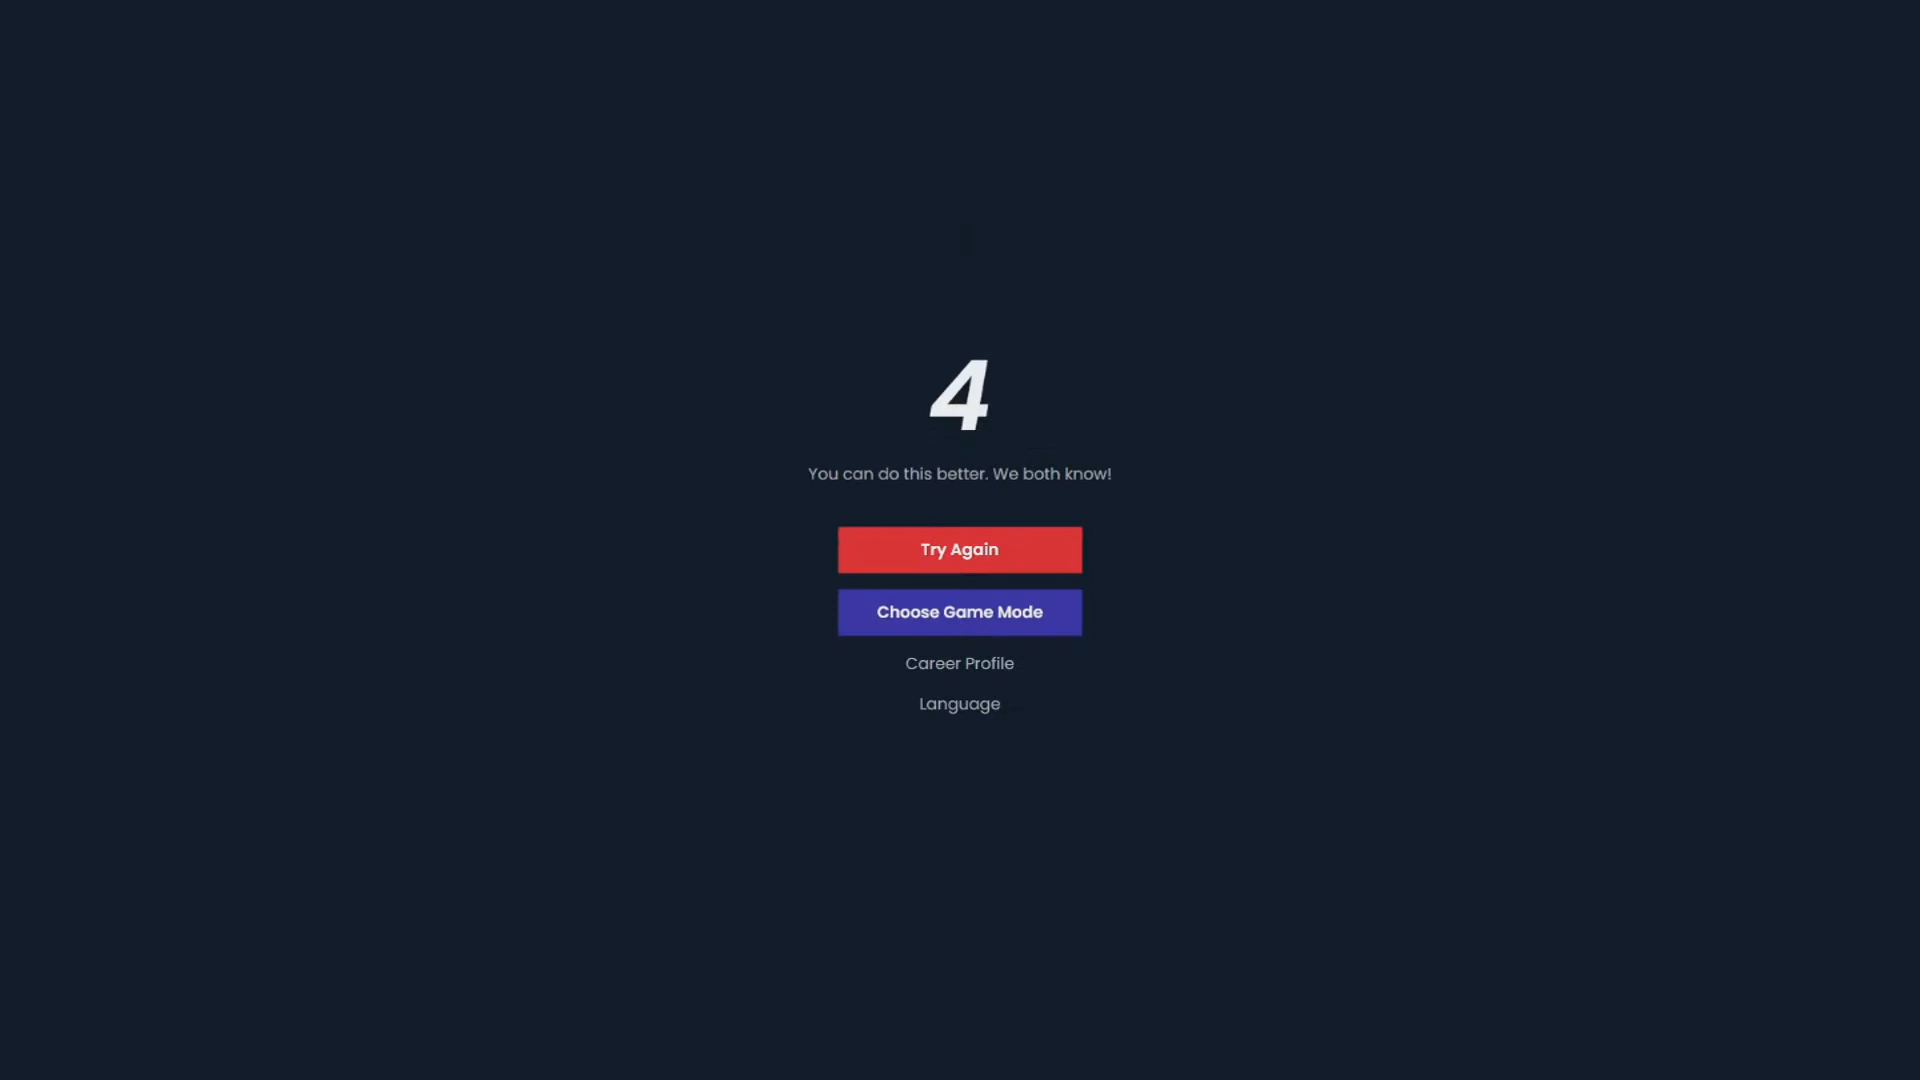 4
You can do this better. We both know!
Try Again
Choose Game Mode
Career Profile
Language